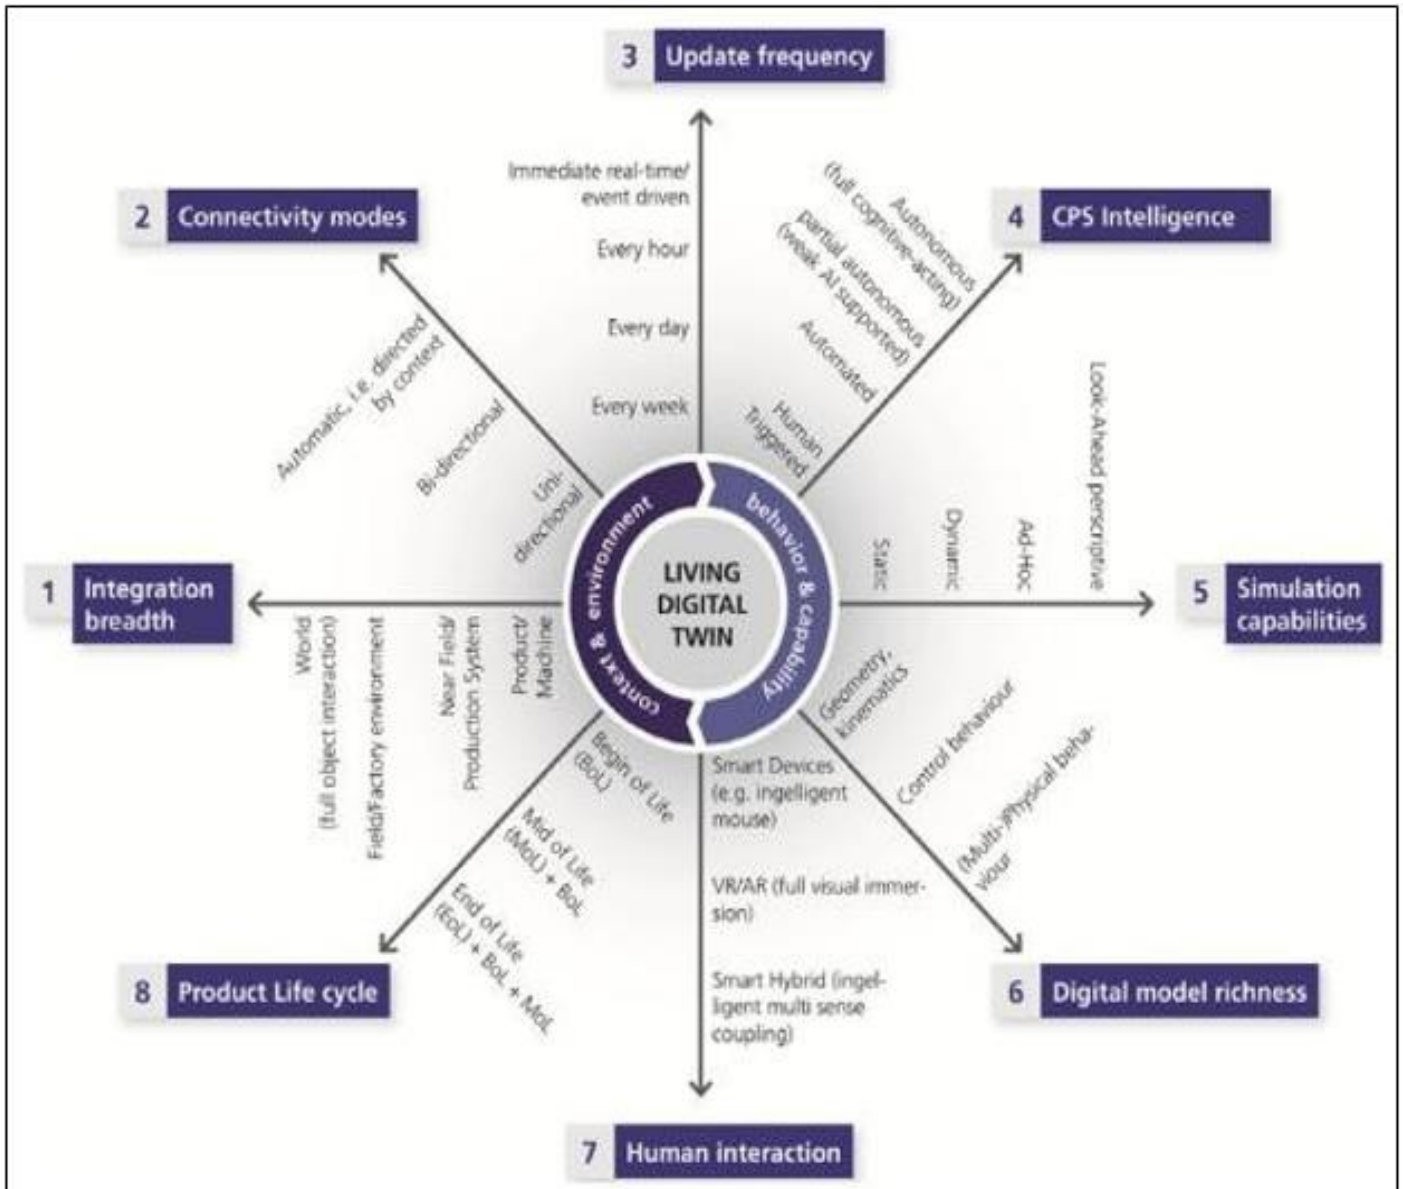 3 Update frequency
Immediate real-time/
event driven
Every hour
Every day
Every week
2 Connectivity modes
Automatic, i.e. directed
by context
Bi-directional
Uni-
directional
4 CPS Intelligence
Autonomous
(full cognitive-acting)
partial autonomous
(weak AI supported)
Automated
Human
Triggered
1 Integration
breadth
World
(full object interaction)
Field/Factory environment
Near Field/
Production System
Product/
Machine
context & environment
behavior & capability
LIVING
DIGITAL
TWIN
Static
Dynamic
Ad-Hoc
Look-Ahead perscriptive
5 Simulation
capabilities
Geometry,
kinematics
Control behaviour
(Multi-)Physical beha-
viour
6 Digital model richness
Begin of Life
(BoL)
Mid of Life
(MoL) + BoL
End of Life
(EoL) + BoL + MoL
8 Product Life cycle
Smart Devices
(e.g. ingelligent
mouse)
VR/AR (full visual immer-
sion)
Smart Hybrid (ingel-
ligent multi sense
coupling)
7 Human interaction